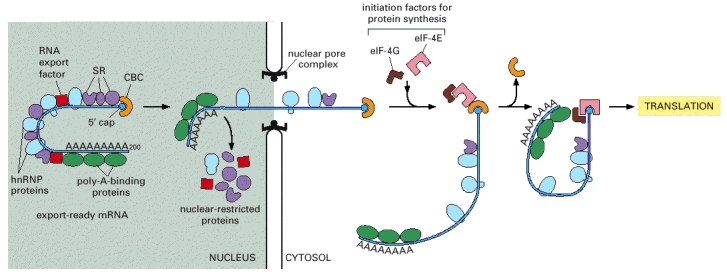 initiation factors for
protein synthesis
eIF-4E
eIF-4G
RNA
export
factor
SR
CBC
nuclear pore
complex
5' cap
TRANSLATION
AAAAAAA
AAAAAAAAA200
hnRNP
proteins
poly-A-binding
proteins
export-ready mRNA
nuclear-restricted
proteins
NUCLEUS
CYTOSOL
AAAAAAAA
AAAAAAAA